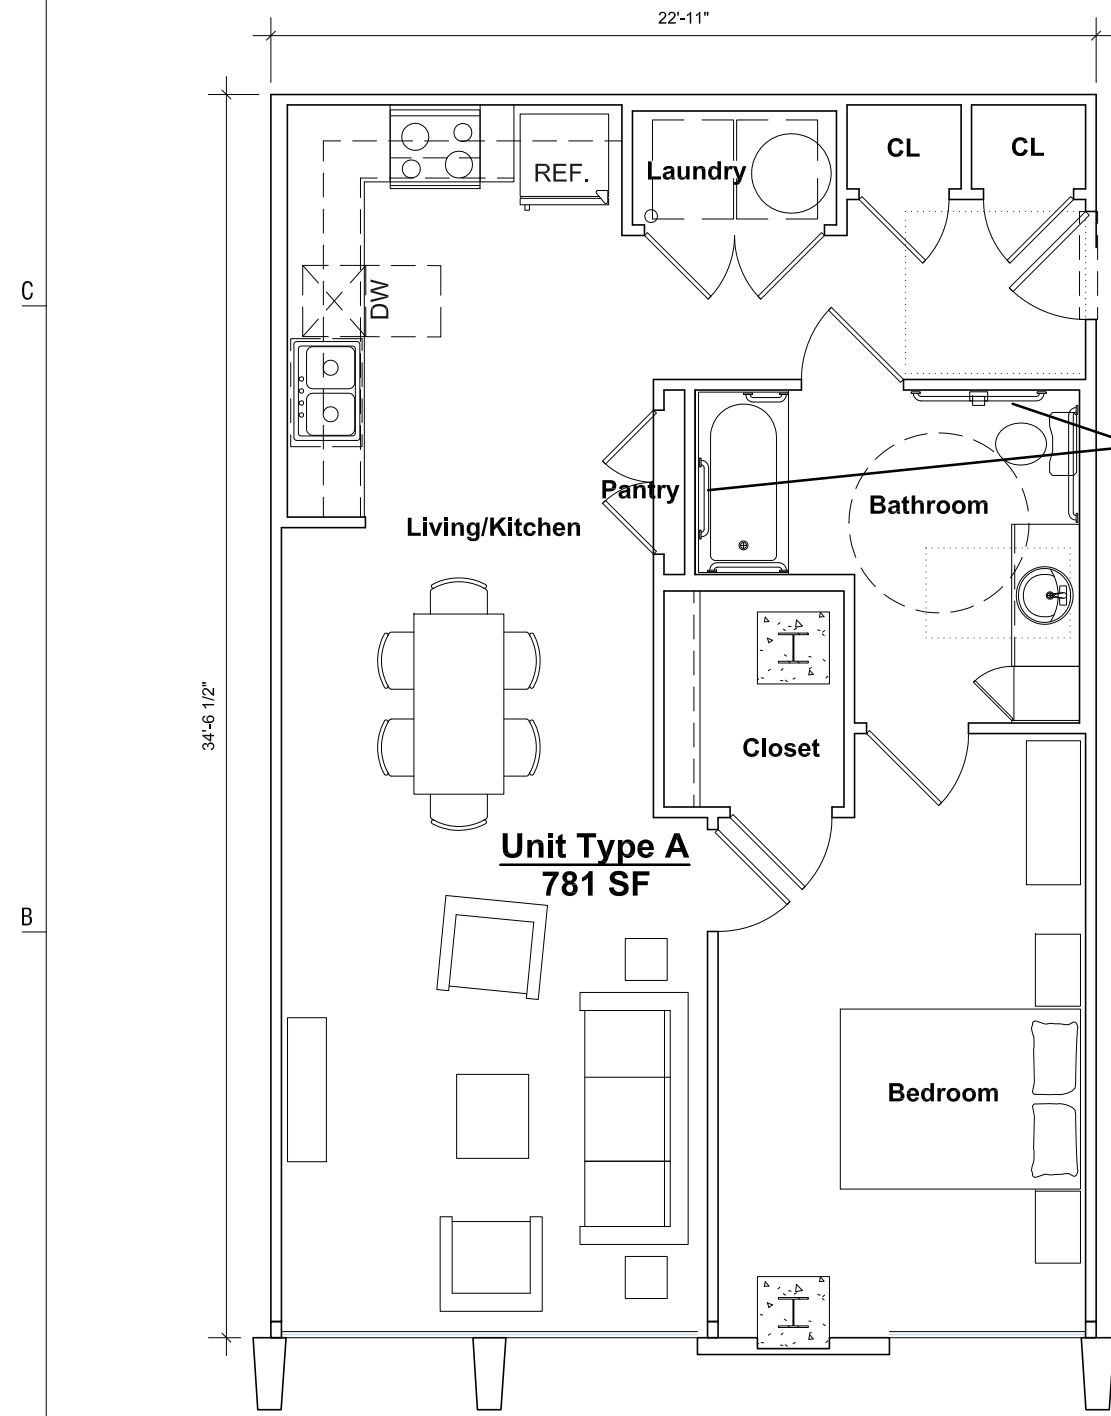 22'-11"
CL
CL
REF.
Laundry
C
DW
Pantry
Bathroom
Living/Kitchen
34'-6 1/2"
Closet
Unit Type A
781 SF
B
Bedroom